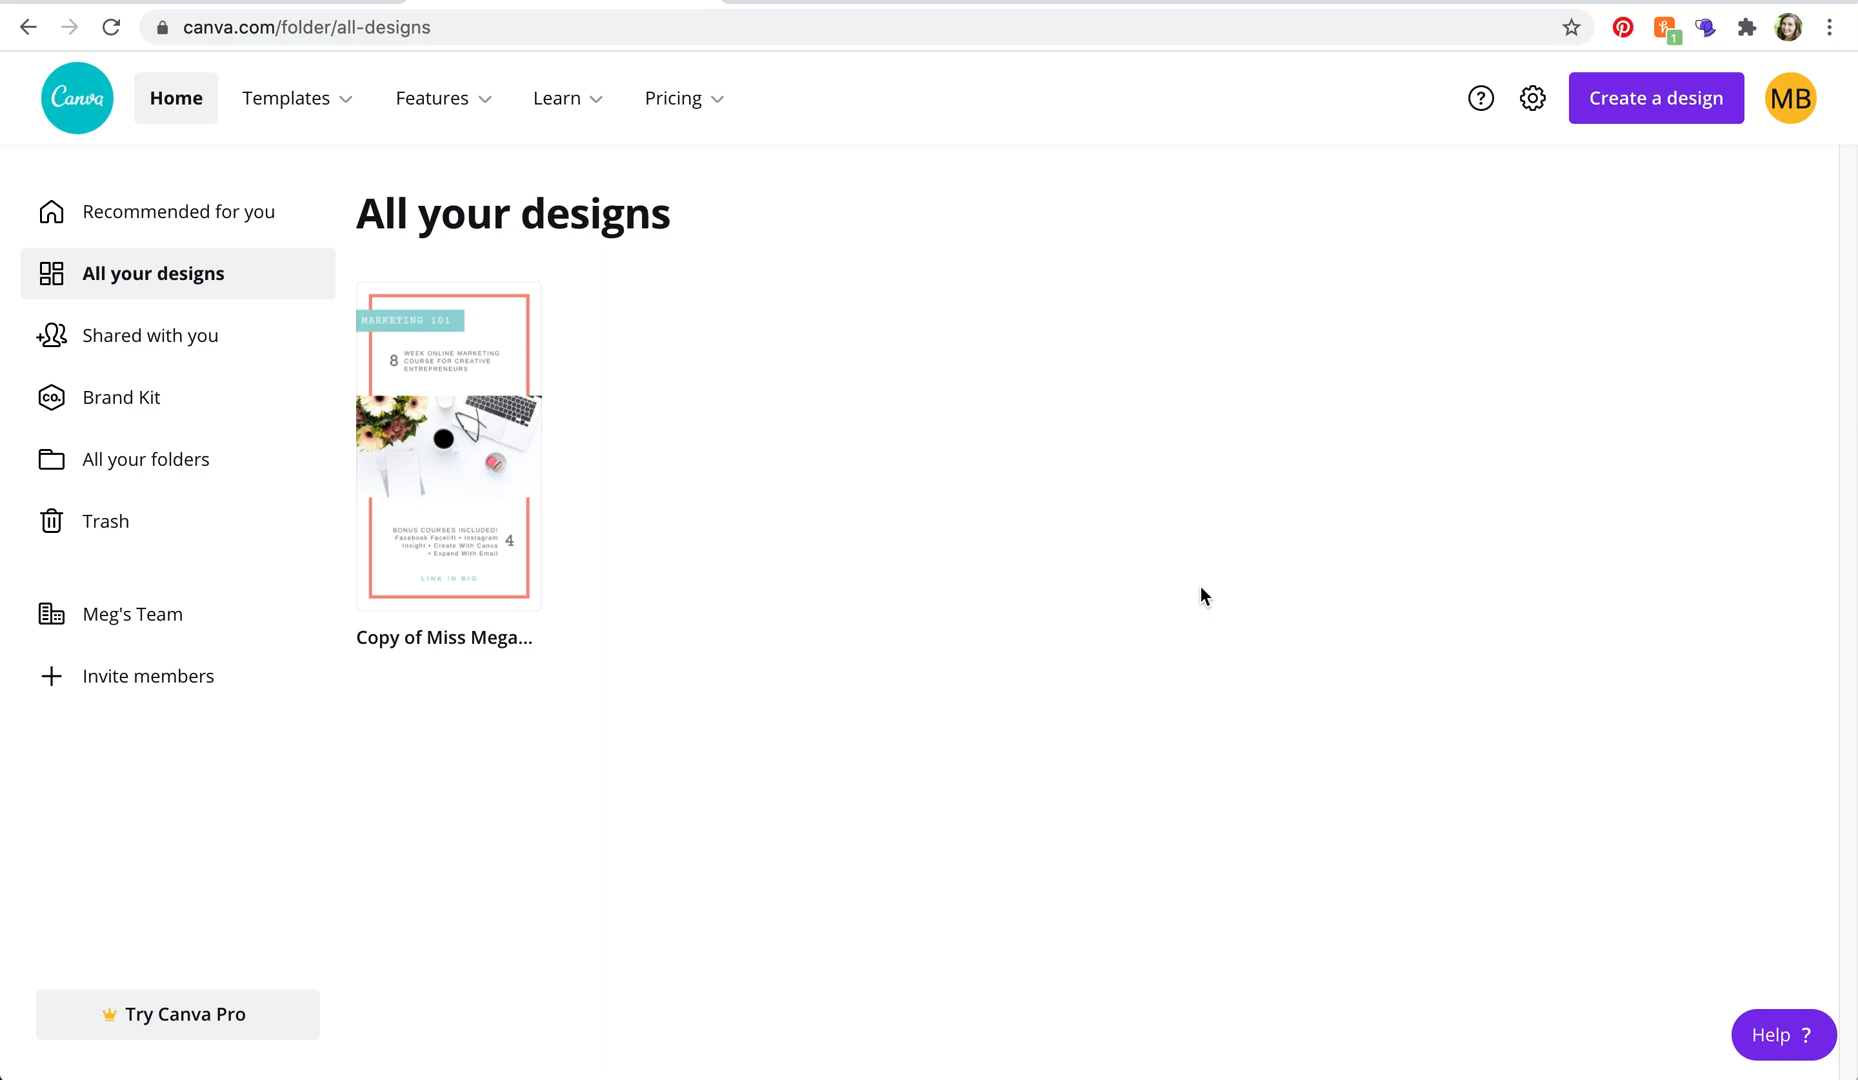 canva.com/folder/all-designs
1
Canva
Home
Templates
Features
Learn
Pricing
?
Create a design
MB
Recommended for you
All your designs
Shared with you
CO.
Brand Kit
All your folders
Trash
Meg's Team
Invite members
Try Canva Pro
All your designs
MARKETING 101
8
WEEK ONLINE MARKETING
COURSE FOR CREATIVE
ENTREPRENEURS
BONUS COURSES INCLUDED!
Facebook Facelift • Instagram
Insight • Create With Canva
• Expand With Email
4
LINK IN BIO
Copy of Miss Mega...
Help ?